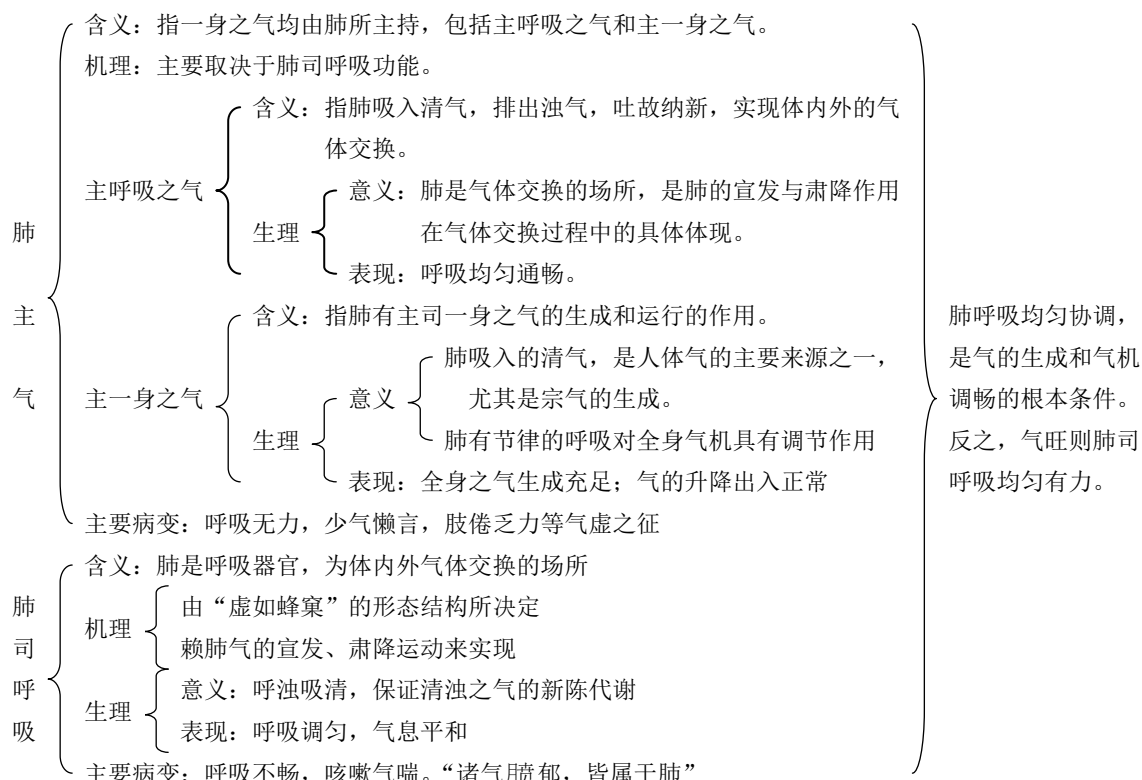 含义：指一身之气均由肺所主持，包括主呼吸之气和主一身之气。
机理：主要取决于肺司呼吸功能。
含义：指肺吸入清气，排出浊气，吐故纳新，实现体内外的气
体交换。
主呼吸之气
意义：肺是气体交换的场所，是肺的宣发与肃降作用
生理
在气体交换过程中的具体体现。
表现：呼吸均匀通畅。
肺
主
气
含义：指肺有主司一身之气的生成和运行的作用。
肺吸入的清气，是人体气的主要来源之一，
尤其是宗气的生成。
主一身之气
意义
生理
肺有节律的呼吸对全身气机具有调节作用
表现：全身之气生成充足；气的升降出入正常
主要病变：呼吸无力，少气懒言，肢倦乏力等气虚之征
肺
司
呼
吸
含义：肺是呼吸器官，为体内外气体交换的场所
机理
由“虚如蜂窠”的形态结构所决定
赖肺气的宣发、肃降运动来实现
生理
意义：呼浊吸清，保证清浊之气的新陈代谢
表现：呼吸调匀，气息平和
主要病变：呼吸不畅，咳嗽气喘。“诸气膹郁，皆属于肺”
肺呼吸均匀协调，
是气的生成和气机
调畅的根本条件。
反之，气旺则肺司
呼吸均匀有力。